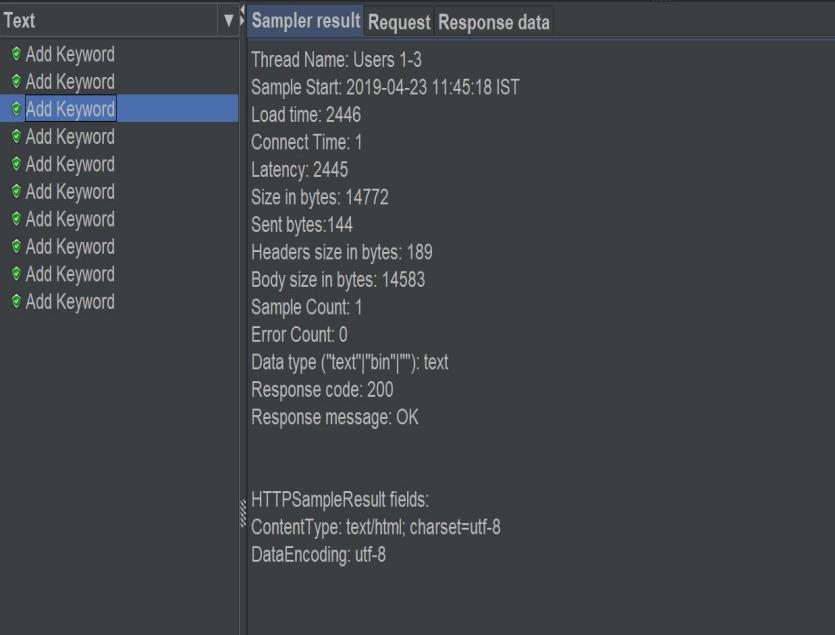 Text
Add Keyword
Add Keyword
Add Keyword
Add Keyword
Add Keyword
Add Keyword
Add Keyword
Add Keyword
Add Keyword
Add Keyword
Sampler result Request Response data
Thread Name: Users 1-3
Sample Start: 2019-04-23 11:45:18 IST
Load time: 2446
Connect Time: 1
Latency: 2445
Size in bytes: 14772
Sent bytes:144
Headers size in bytes: 189
Body size in bytes: 14583
Sample Count: 1
Error Count: 0
Data type ("text"|"bin"|""): text
Response code: 200
Response message: OK
HTTPSampleResult fields:
ContentType: text/html; charset=utf-8
DataEncoding: utf-8